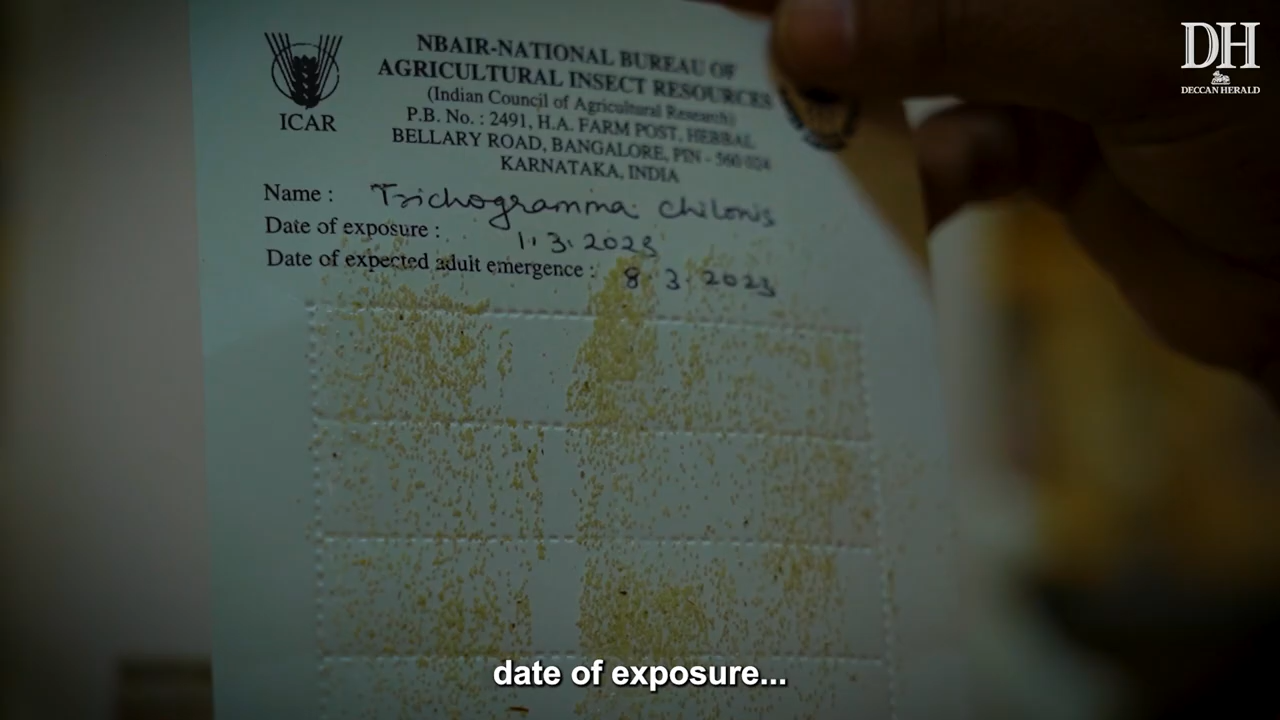 NBAIR-NATIONAL BUREAU OF
AGRICULTURAL INSECT RESOURCES
(Indian Council of Agricultural Research)
P.B. No. : 2491, H.A. FARM POST, HEBBAL
BELLARY ROAD, BANGALORE, PIN - 560 024
KARNATAKA, INDIA
ICAR
Name : Trichogramma chilonis
Date of exposure : 1.3.2023
Date of expected adult emergence : 8.3.2023
DH
DECCAN HERALD
date of exposure...